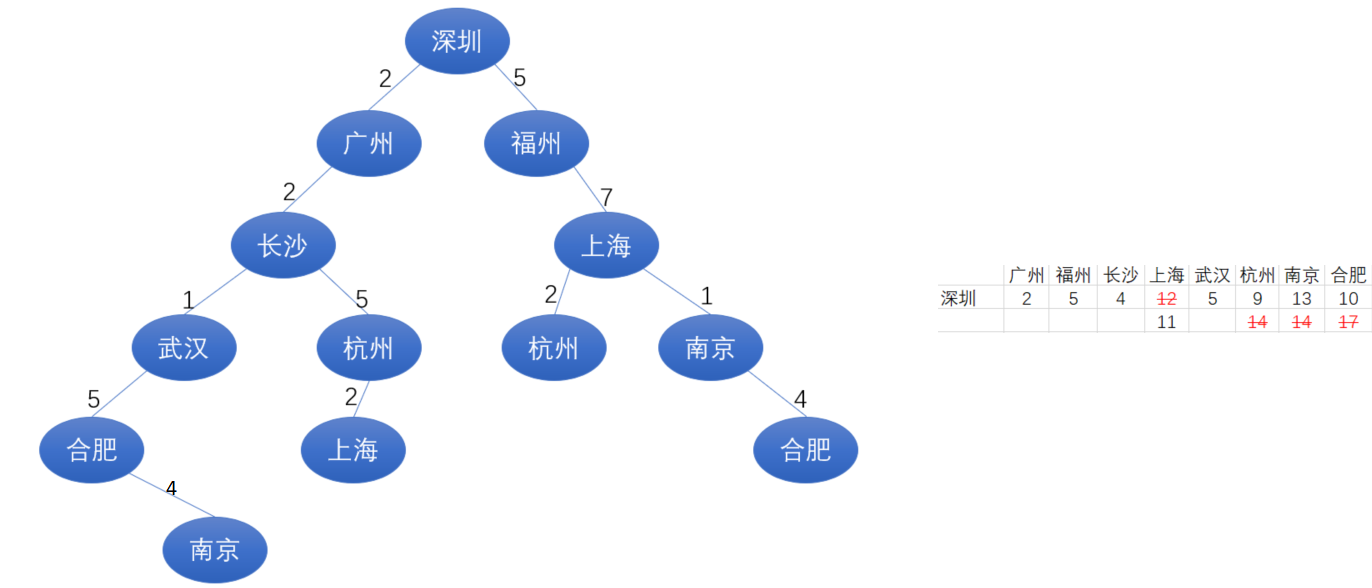 深圳
2
5
广州
福州
2
7
长沙
上海
1
5
2
1
武汉
杭州
杭州
南京
5
2
4
合肥
上海
合肥
4
南京
广州 福州 长沙 上海 武汉 杭州 南京 合肥
深圳 2 5 4 12 5 9 13 10
11 14 14 17